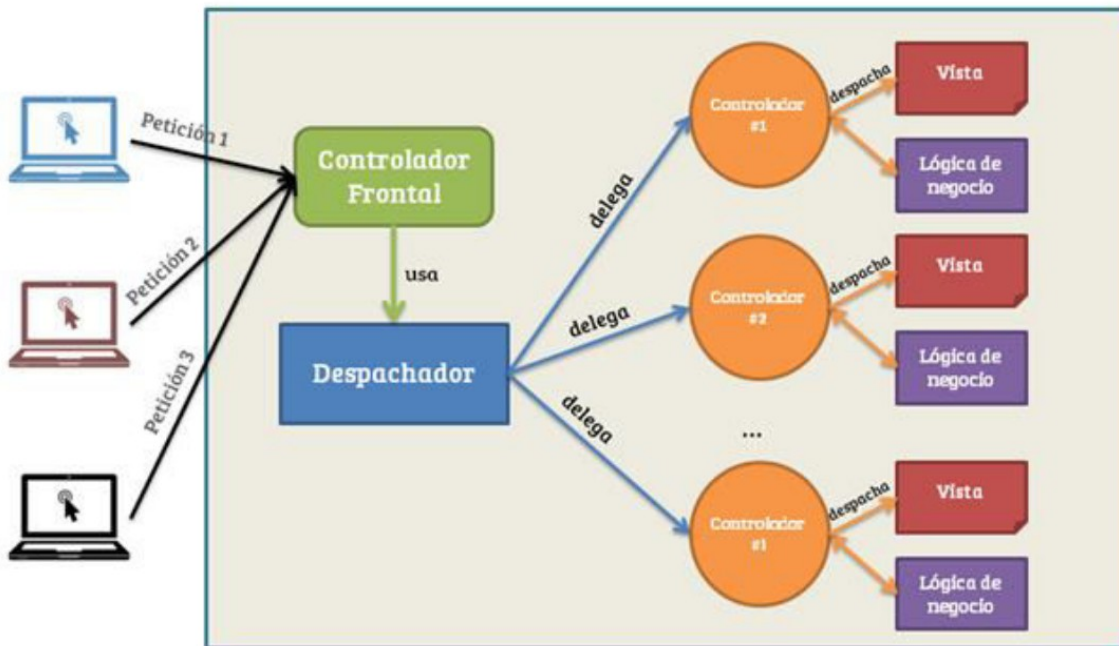 Petición 1
Petición 2
Petición 3
Controlador
Frontal
usa
Despachador
delega
delega
delega
Controlador
#1
despacha
Vista
Lógica de
negocio
Controlador
#2
despacha
Vista
Lógica de
negocio
...
Controlador
#1
despacha
Vista
Lógica de
negocio